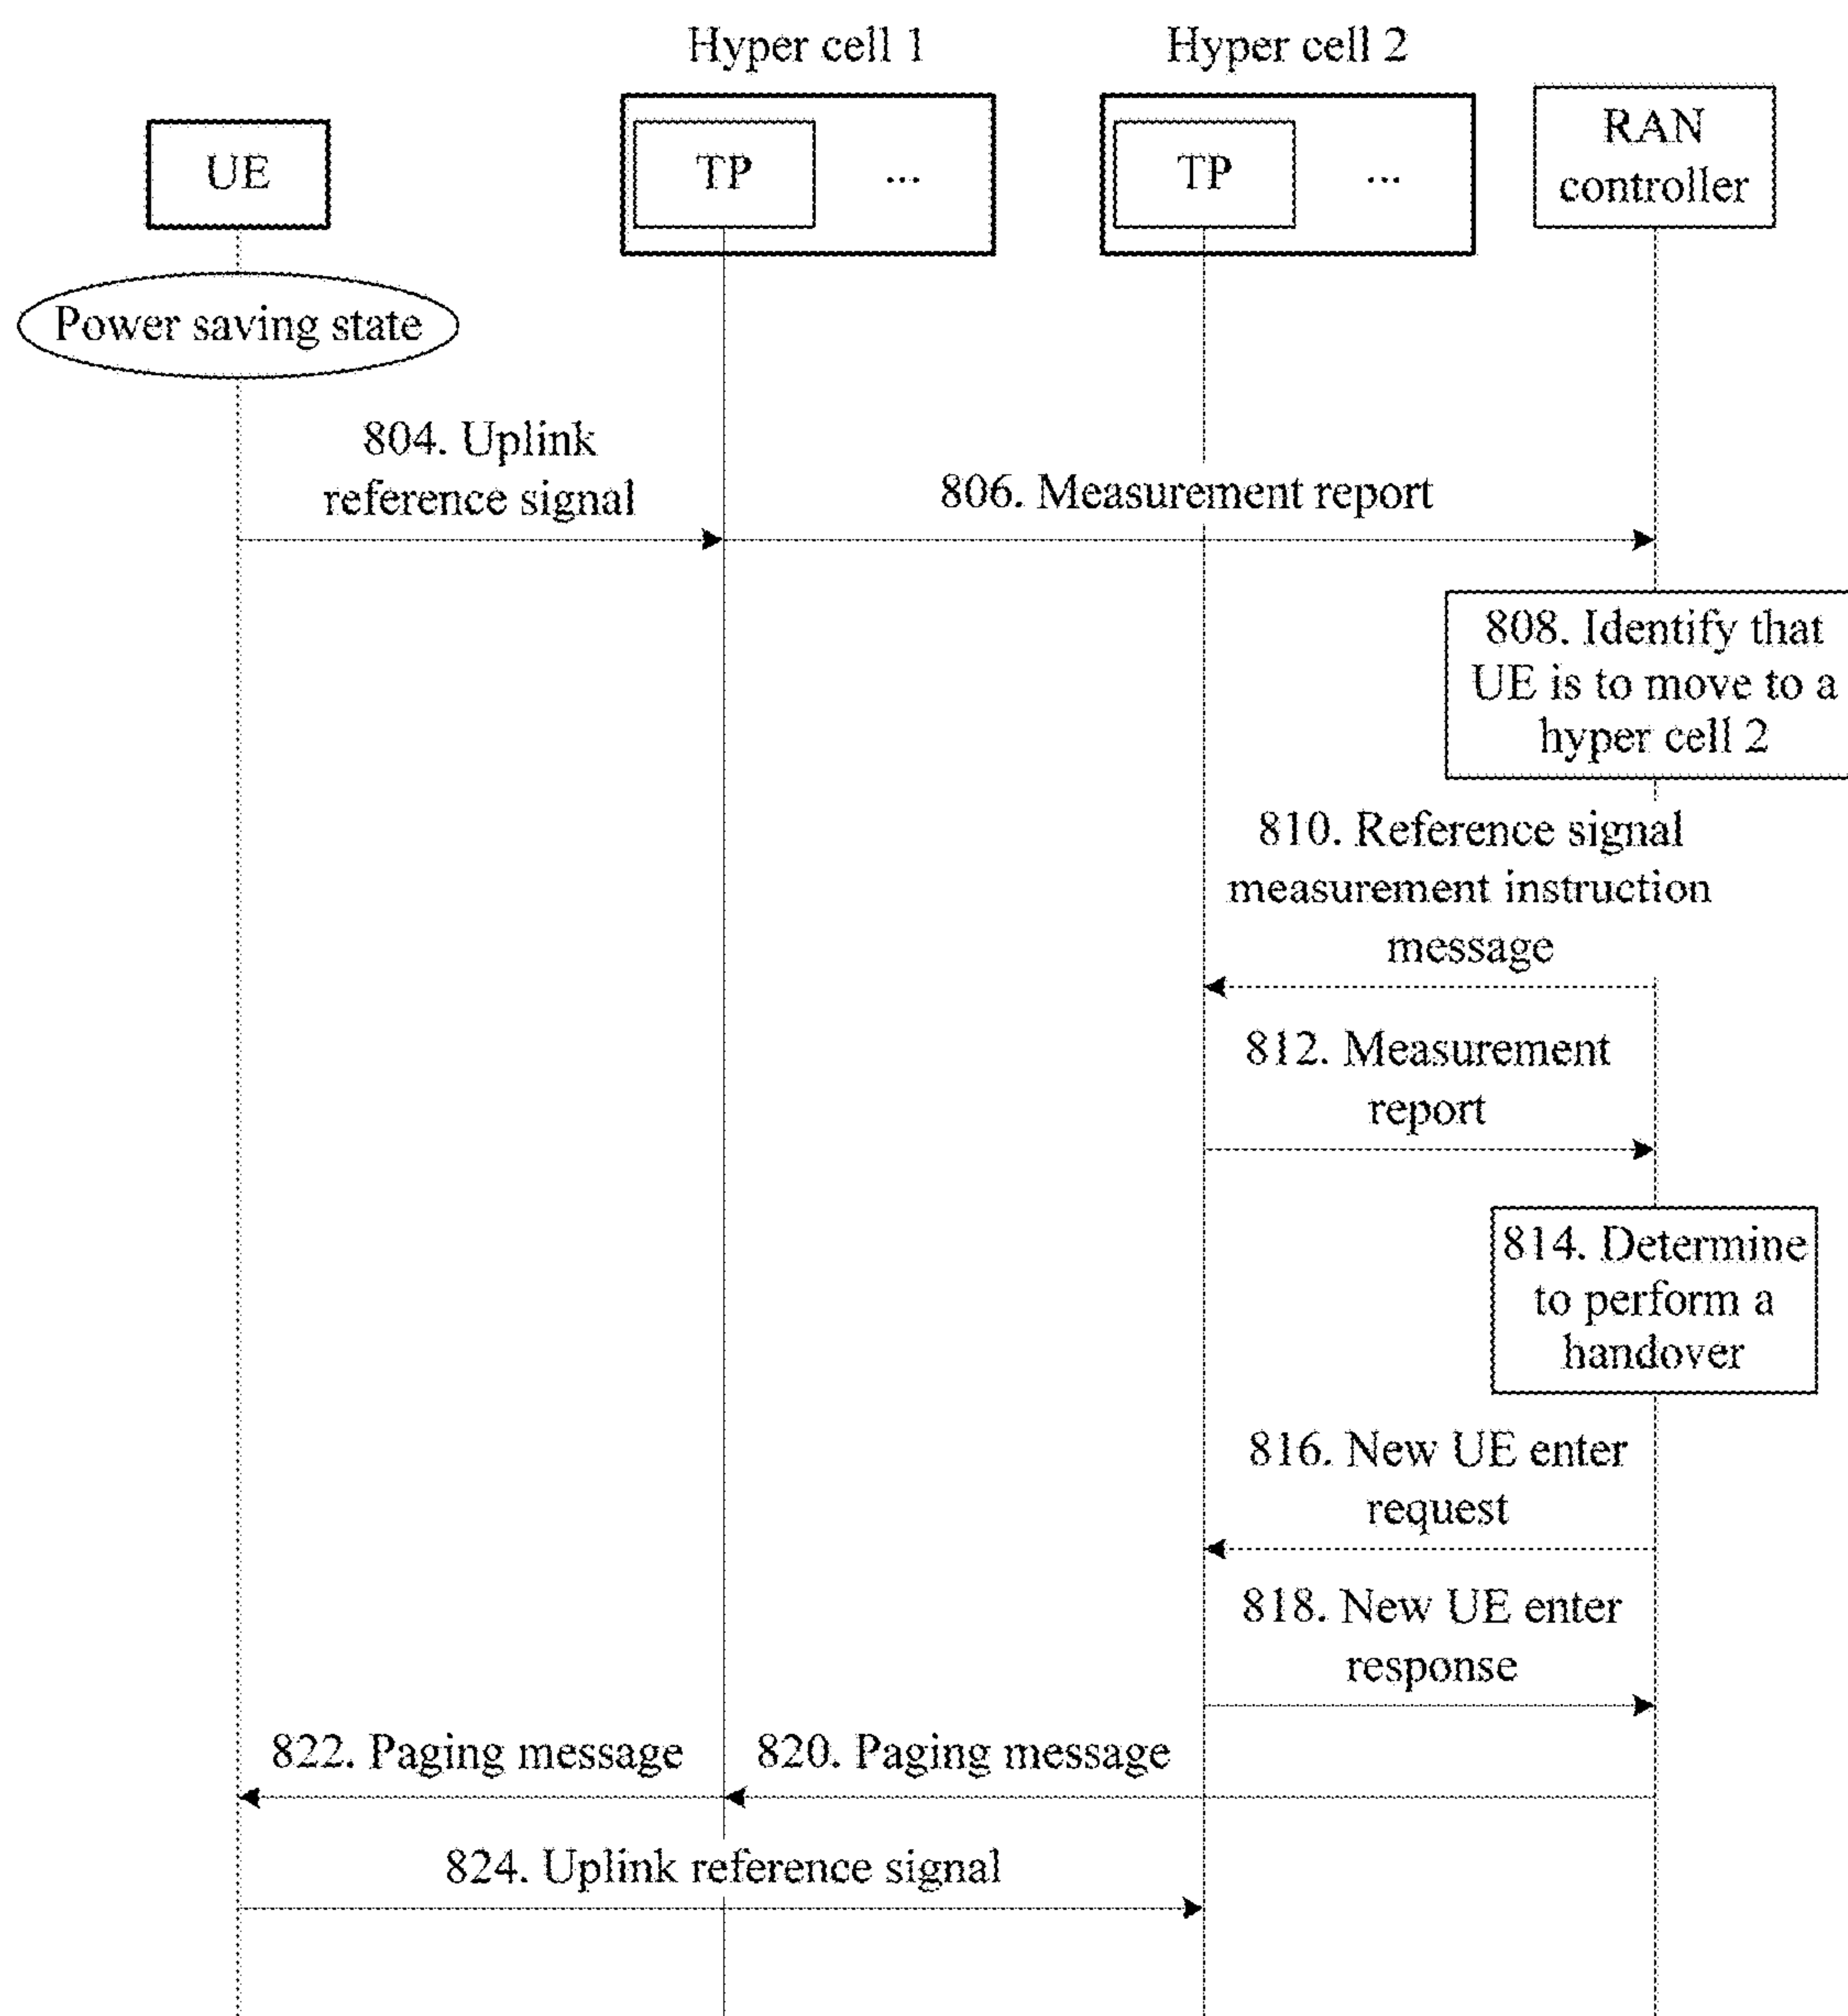 Hyper cell 1
Hyper cell 2
UE
TP
...
TP
...
RAN
controller
Power saving state
804. Uplink
reference signal
806. Measurement report
808. Identify that
UE is to move to a
hyper cell 2
810. Reference signal
measurement instruction
message
812. Measurement
report
814. Determine
to perform a
handover
816. New UE enter
request
818. New UE enter
response
822. Paging message
820. Paging message
824. Uplink reference signal